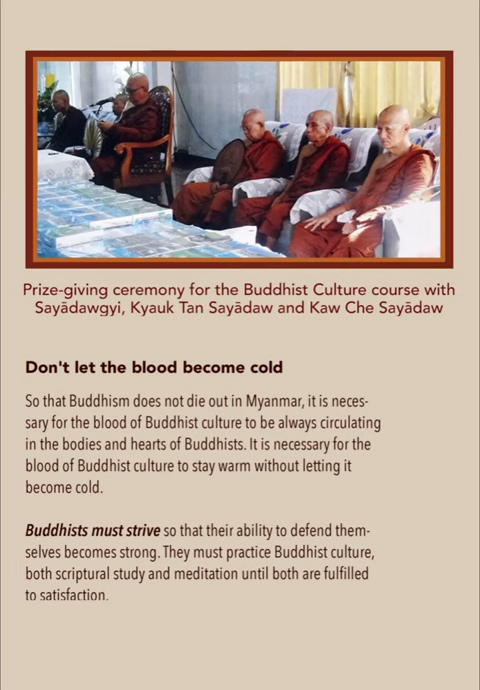 Prize-giving ceremony for the Buddhist Culture course with
Sayādawgyi, Kyauk Tan Sayādaw and Kaw Che Sayādaw
Don't let the blood become cold
So that Buddhism does not die out in Myanmar, it is neces-
sary for the blood of Buddhist culture to be always circulating
in the bodies and hearts of Buddhists. It is necessary for the
blood of Buddhist culture to stay warm without letting it
become cold.
Buddhists must strive so that their ability to defend them-
selves becomes strong. They must practice Buddhist culture,
both scriptural study and meditation until both are fulfilled
to satisfaction.